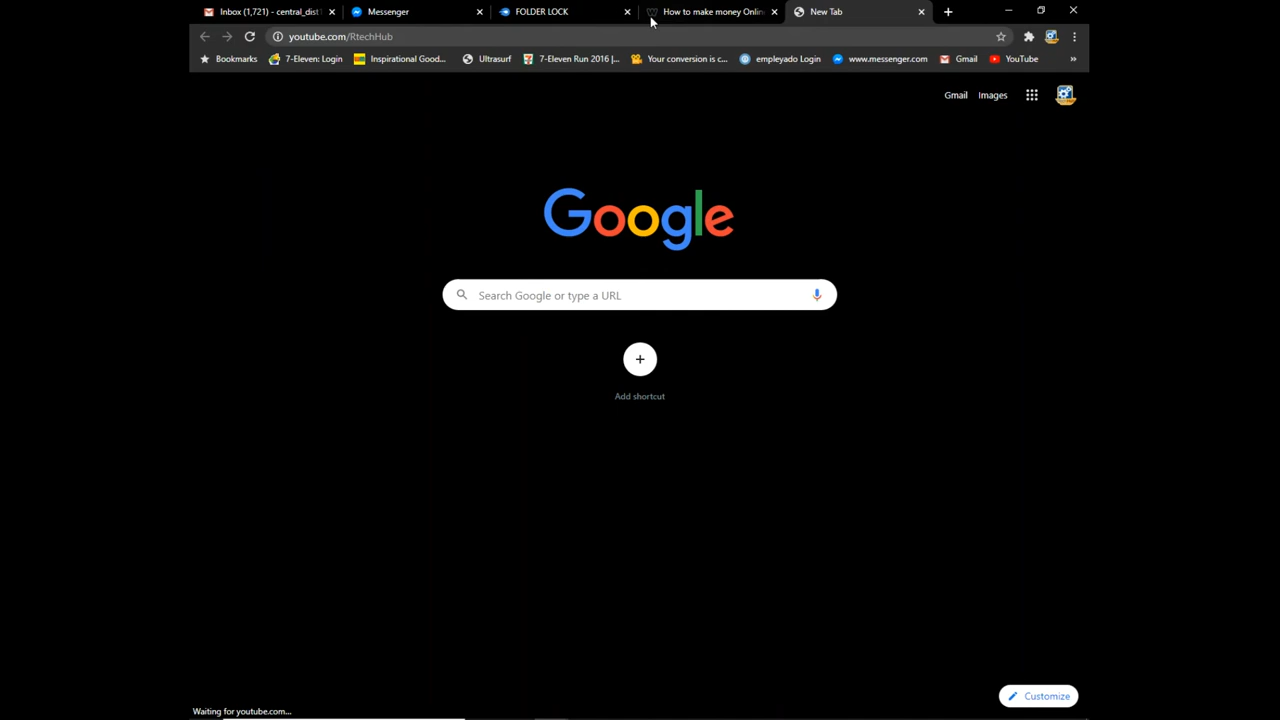 Inbox (1,721) - central_dist
Messenger
FOLDER LOCK
How to make money Onlin
New Tab
youtube.com/RtechHub
Bookmarks
7-Eleven: Login
Inspirational Good...
Ultrasurf
7-Eleven Run 2016 |...
Your conversion is c...
empleyado Login
www.messenger.com
Gmail
YouTube
»
Gmail
Images
Google
Search Google or type a URL
Add shortcut
Customize
Waiting for youtube.com...